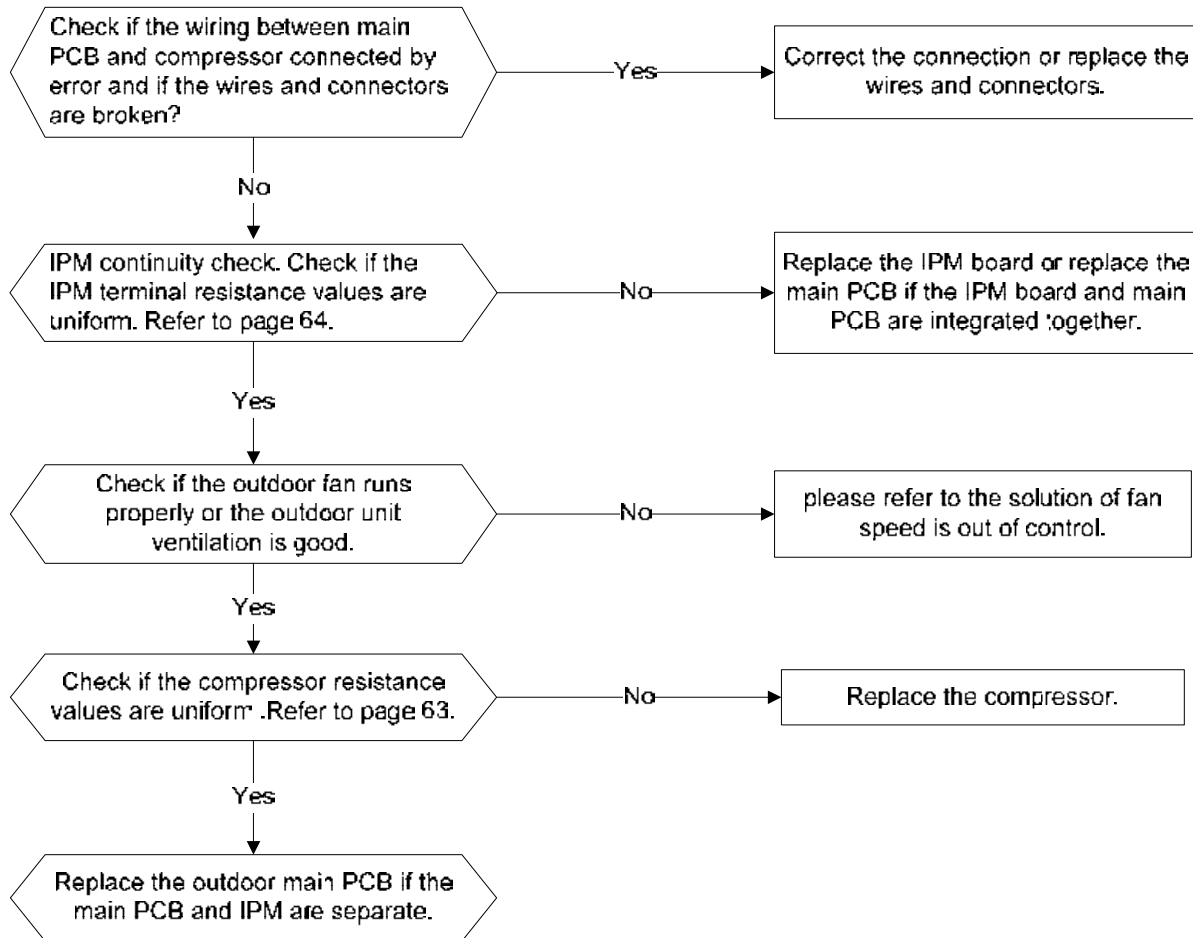 Check if the wiring between main
PCB and compressor connected by
error and if the wires and connectors
are broken?
Yes
Correct the connection or replace the
wires and connectors.
No
IPM continuity check. Check if the
IPM terminal resistance values are
uniform. Refer to page 64.
No
Replace the IPM board or replace the
main PCB if the IPM board and main
PCB are integrated together.
Yes
Check if the outdoor fan runs
properly or the outdoor unit
ventilation is good.
No
please refer to the solution of fan
speed is out of control.
Yes
Check if the compressor resistance
values are uniform .Refer to page 63.
No
Replace the compressor.
Yes
Replace the outdoor main PCB if the
main PCB and IPM are separate.